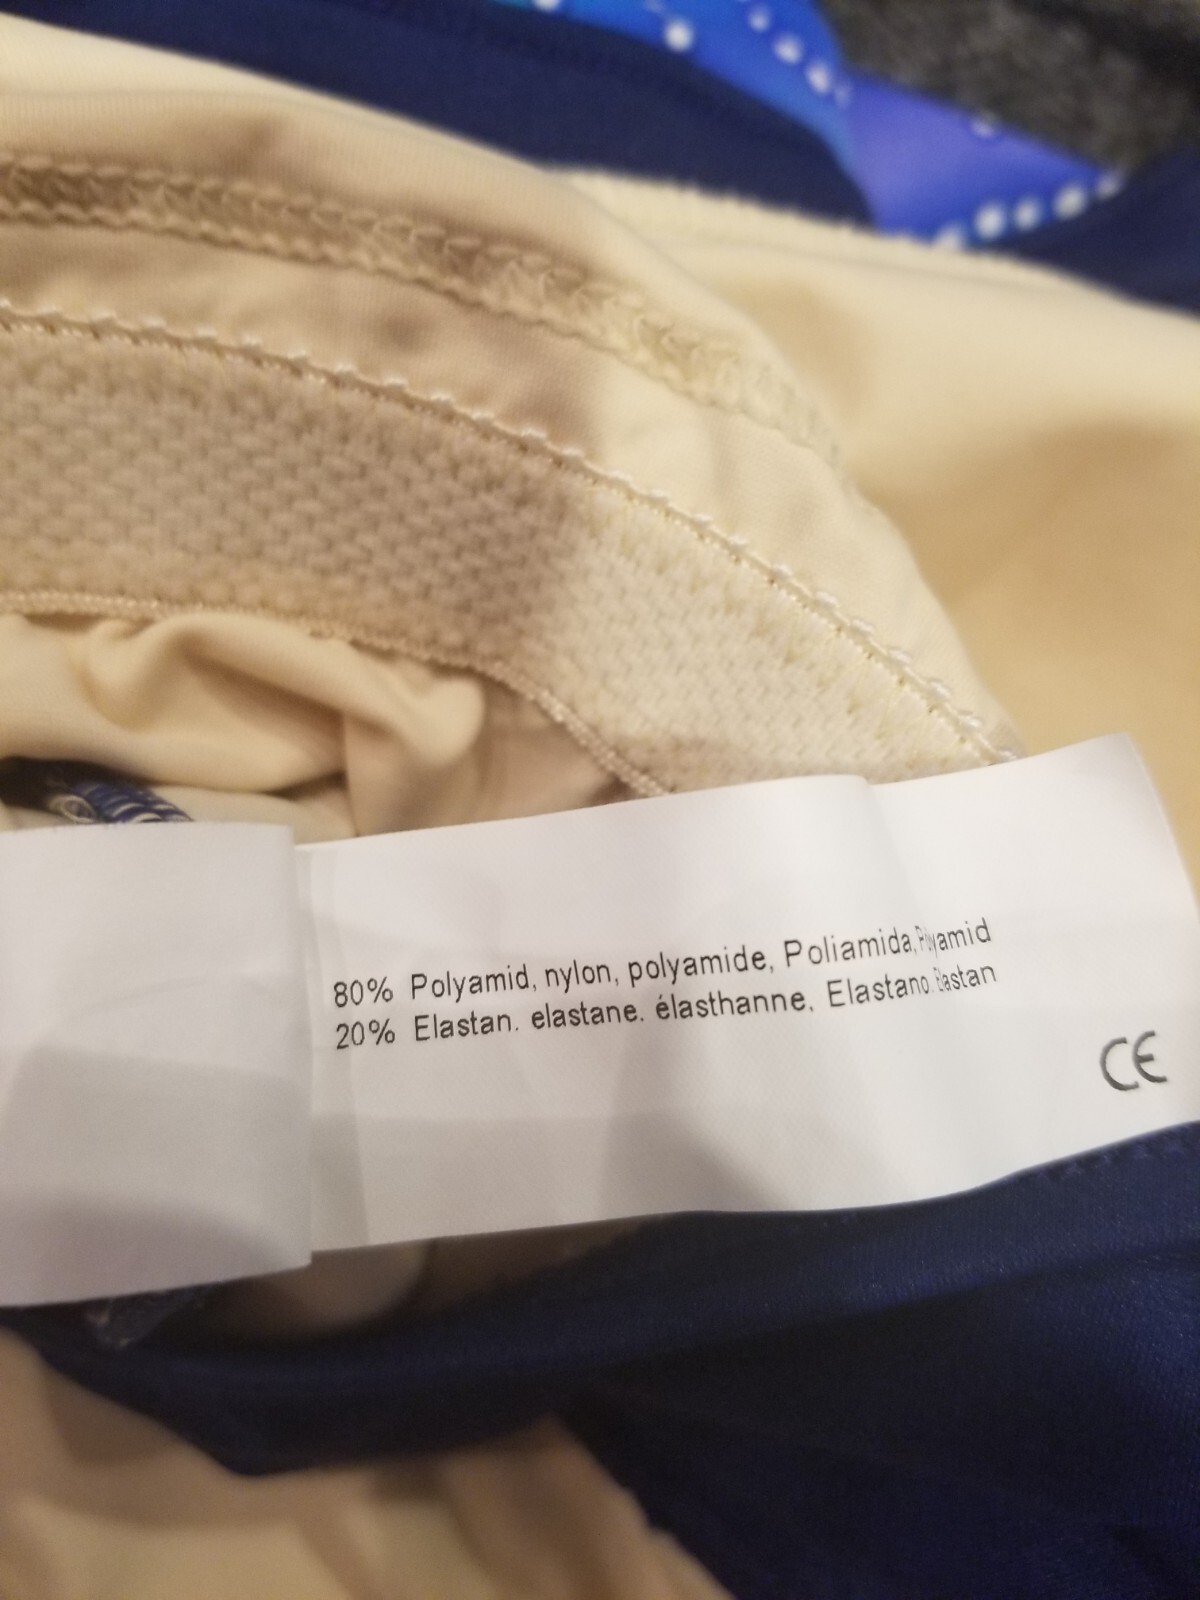 80% Polyamid, nylon, polyamide, Poliamida, Polyamid
20% Elastan. elastane. élasthanne, Elastano. Elastan
CE